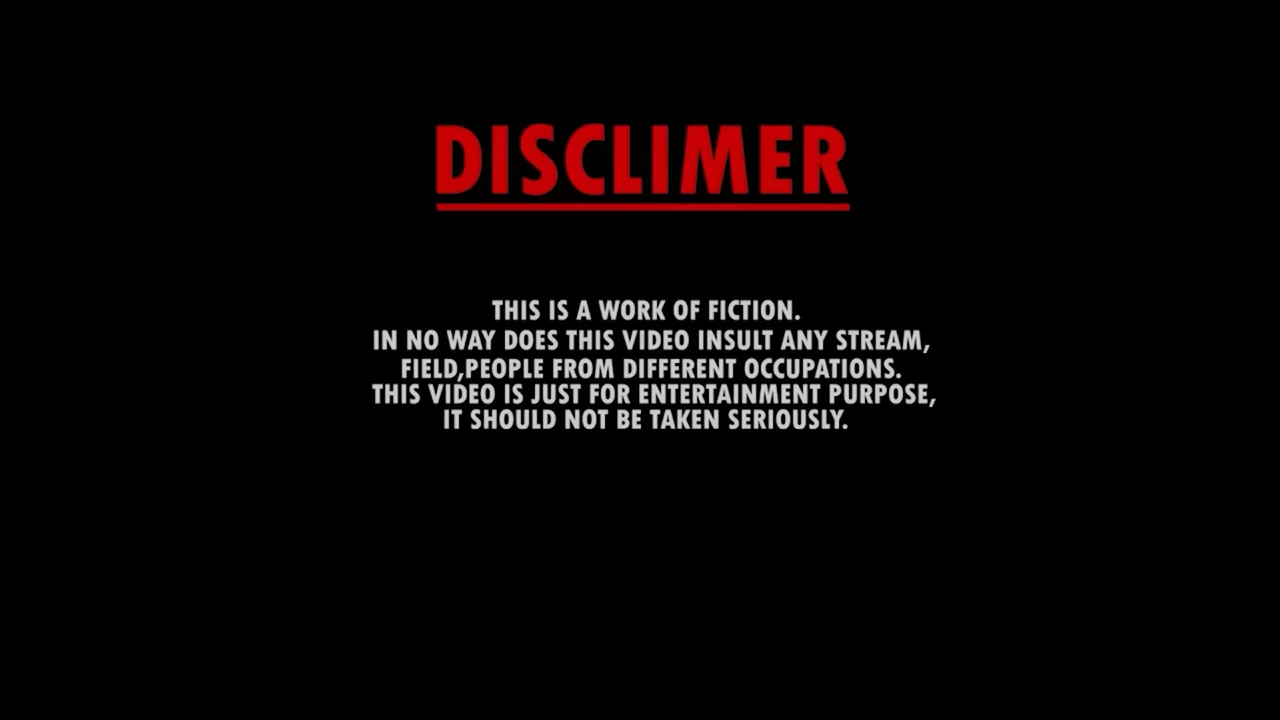 DISCLIMER
THIS IS A WORK OF FICTION.
IN NO WAY DOES THIS VIDEO INSULT ANY STREAM,
FIELD,PEOPLE FROM DIFFERENT OCCUPATIONS.
THIS VIDEO IS JUST FOR ENTERTAINMENT PURPOSE,
IT SHOULD NOT BE TAKEN SERIOUSLY.